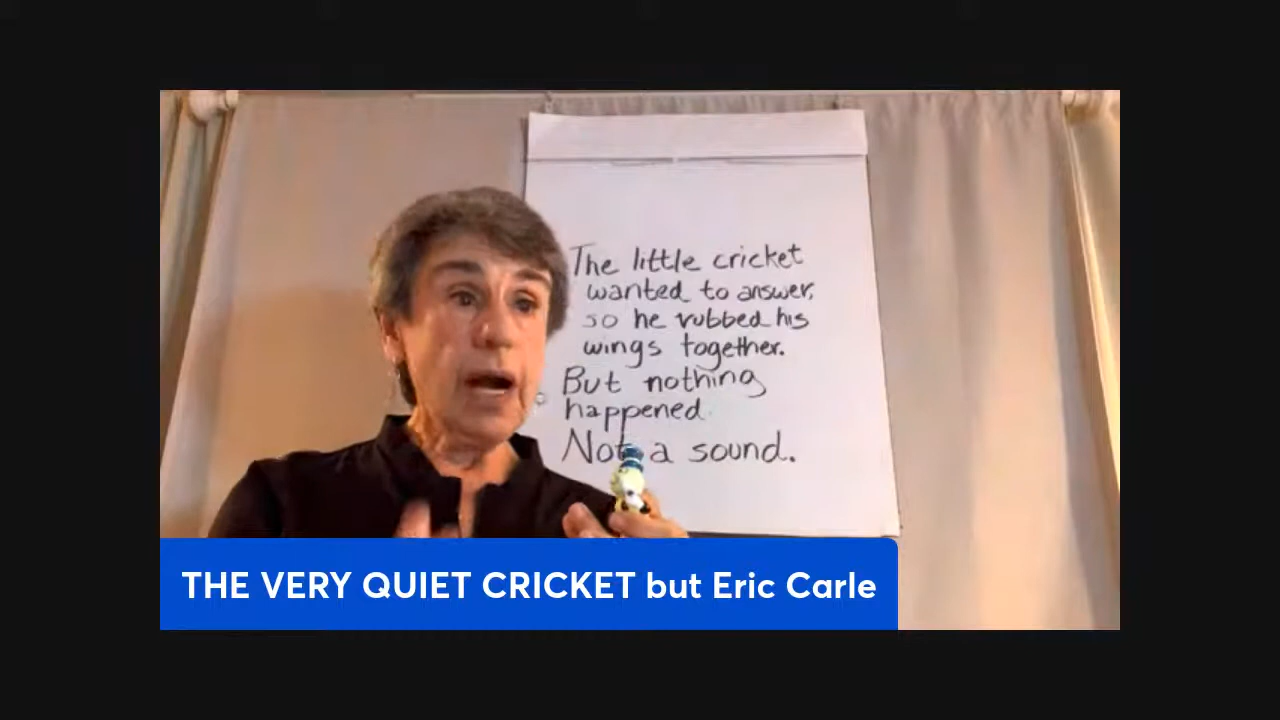 The little cricket
wanted to answer,
so he rubbed his
wings together.
But nothing
happened.
Not a sound.
THE VERY QUIET CRICKET but Eric Carle